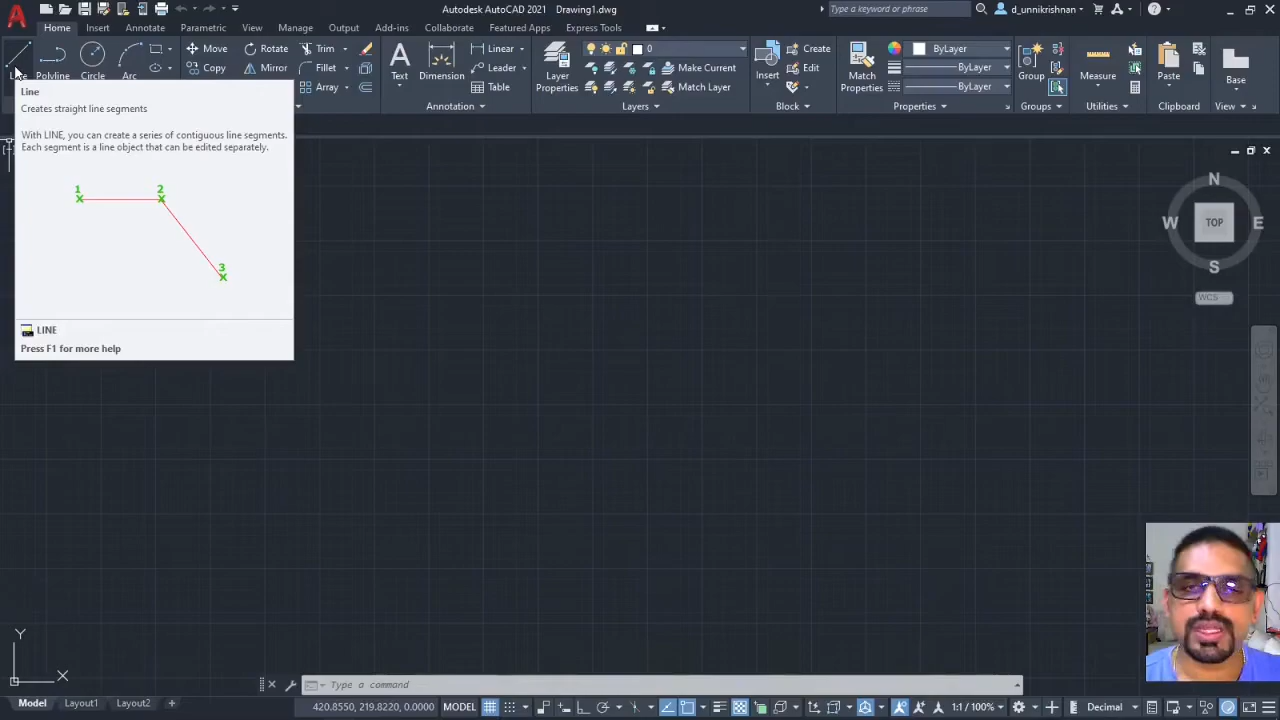 Autodesk AutoCAD 2021 Drawing1.dwg
Type a keyword or phrase
d_unnikrishnan
Home Insert Annotate Parametric View Manage Output Add-ins Collaborate Featured Apps Express Tools
Polyline Circle Arc
Move Rotate Trim
Copy Mirror Fillet
Array
Text Dimension
Linear
Leader
Table
Annotation
Layer Properties
0
Make Current
Match Layer
Layers
Insert
Create
Edit
Block
Match Properties
ByLayer
ByLayer
ByLayer
Properties
Group
Groups
Measure
Utilities
Paste
Clipboard
Base
View
Line
Creates straight line segments
With LINE, you can create a series of contiguous line segments.
Each segment is a line object that can be edited separately.
1 2
3
LINE
Press F1 for more help
N
W TOP E
S
WCS
Y
X
Type a command
Model Layout1 Layout2 +
420.8550, 219.8220, 0.0000 MODEL 1:1/100% Decimal